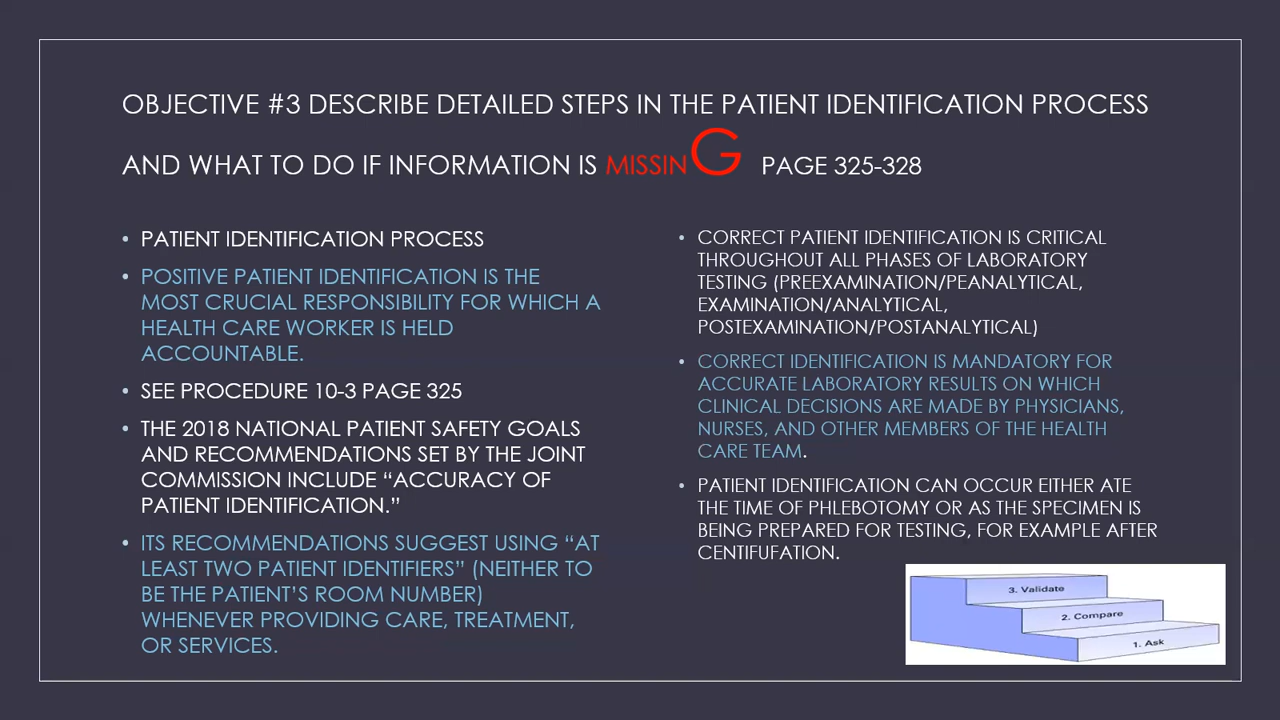 OBJECTIVE #3 DESCRIBE DETAILED STEPS IN THE PATIENT IDENTIFICATION PROCESS
AND WHAT TO DO IF INFORMATION IS MISSING PAGE 325-328
• PATIENT IDENTIFICATION PROCESS
• POSITIVE PATIENT IDENTIFICATION IS THE
MOST CRUCIAL RESPONSIBILITY FOR WHICH A
HEALTH CARE WORKER IS HELD
ACCOUNTABLE.
• SEE PROCEDURE 10-3 PAGE 325
• THE 2018 NATIONAL PATIENT SAFETY GOALS
AND RECOMMENDATIONS SET BY THE JOINT
COMMISSION INCLUDE “ACCURACY OF
PATIENT IDENTIFICATION.”
• ITS RECOMMENDATIONS SUGGEST USING “AT
LEAST TWO PATIENT IDENTIFIERS” (NEITHER TO
BE THE PATIENT’S ROOM NUMBER)
WHENEVER PROVIDING CARE, TREATMENT,
OR SERVICES.
• CORRECT PATIENT IDENTIFICATION IS CRITICAL
THROUGHOUT ALL PHASES OF LABORATORY
TESTING (PREEXAMINATION/PEANALYTICAL,
EXAMINATION/ANALYTICAL,
POSTEXAMINATION/POSTANALYTICAL)
• CORRECT IDENTIFICATION IS MANDATORY FOR
ACCURATE LABORATORY RESULTS ON WHICH
CLINICAL DECISIONS ARE MADE BY PHYSICIANS,
NURSES, AND OTHER MEMBERS OF THE HEALTH
CARE TEAM.
• PATIENT IDENTIFICATION CAN OCCUR EITHER ATE
THE TIME OF PHLEBOTOMY OR AS THE SPECIMEN IS
BEING PREPARED FOR TESTING, FOR EXAMPLE AFTER
CENTIFUFATION.
3. Validate
2. Compare
1. Ask